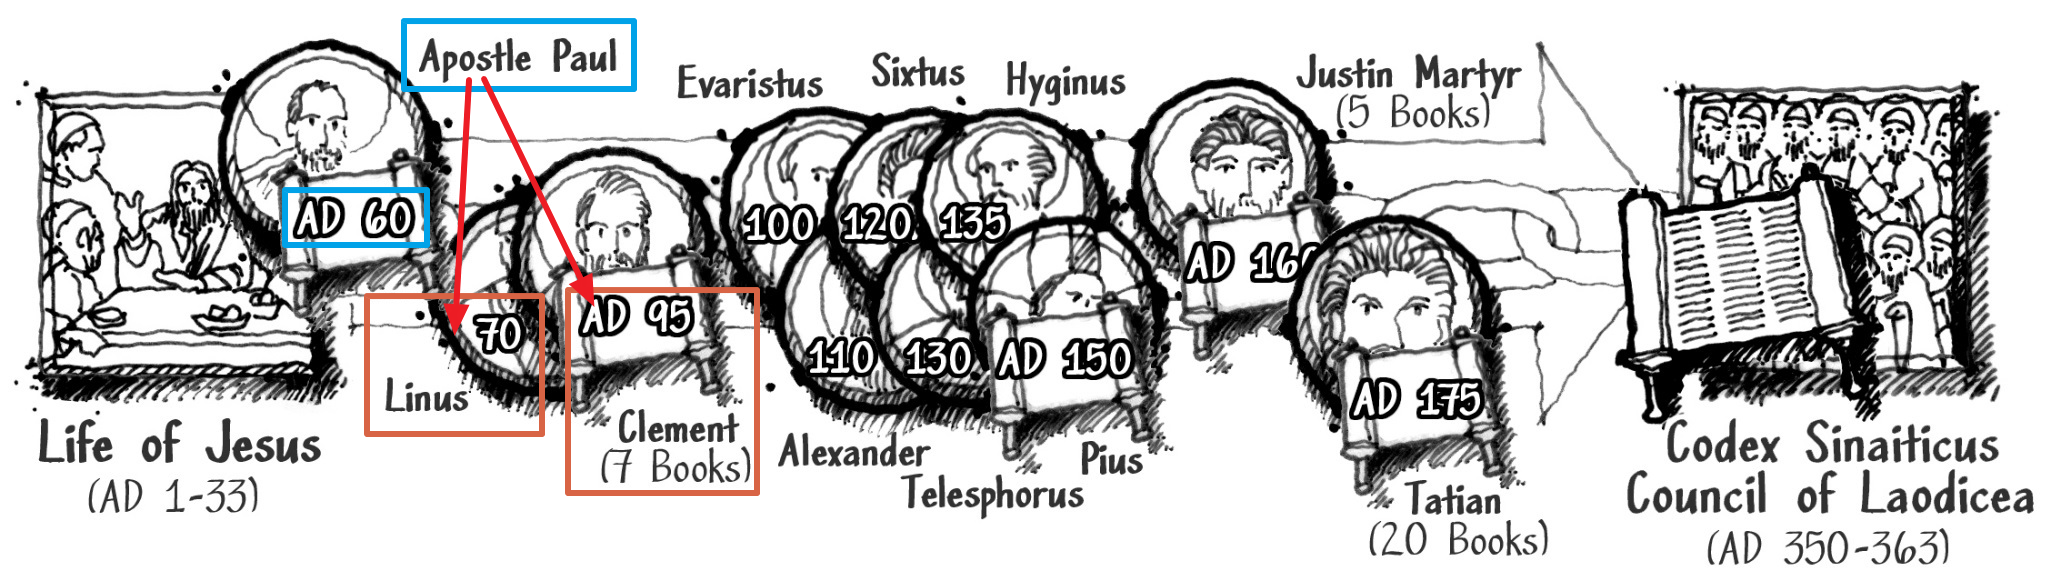 Life of Jesus
(AD 1-33)
Apostle Paul
AD 60
Linus
70
AD 95
Clement
(7 Books)
Evaristus
100
Alexander
110
Sixtus
120
Telesphorus
130
Hyginus
135
Pius
AD 150
Justin Martyr
(5 Books)
AD 16
AD 175
Tatian
(20 Books)
Codex Sinaiticus
Council of Laodicea
(AD 350-363)